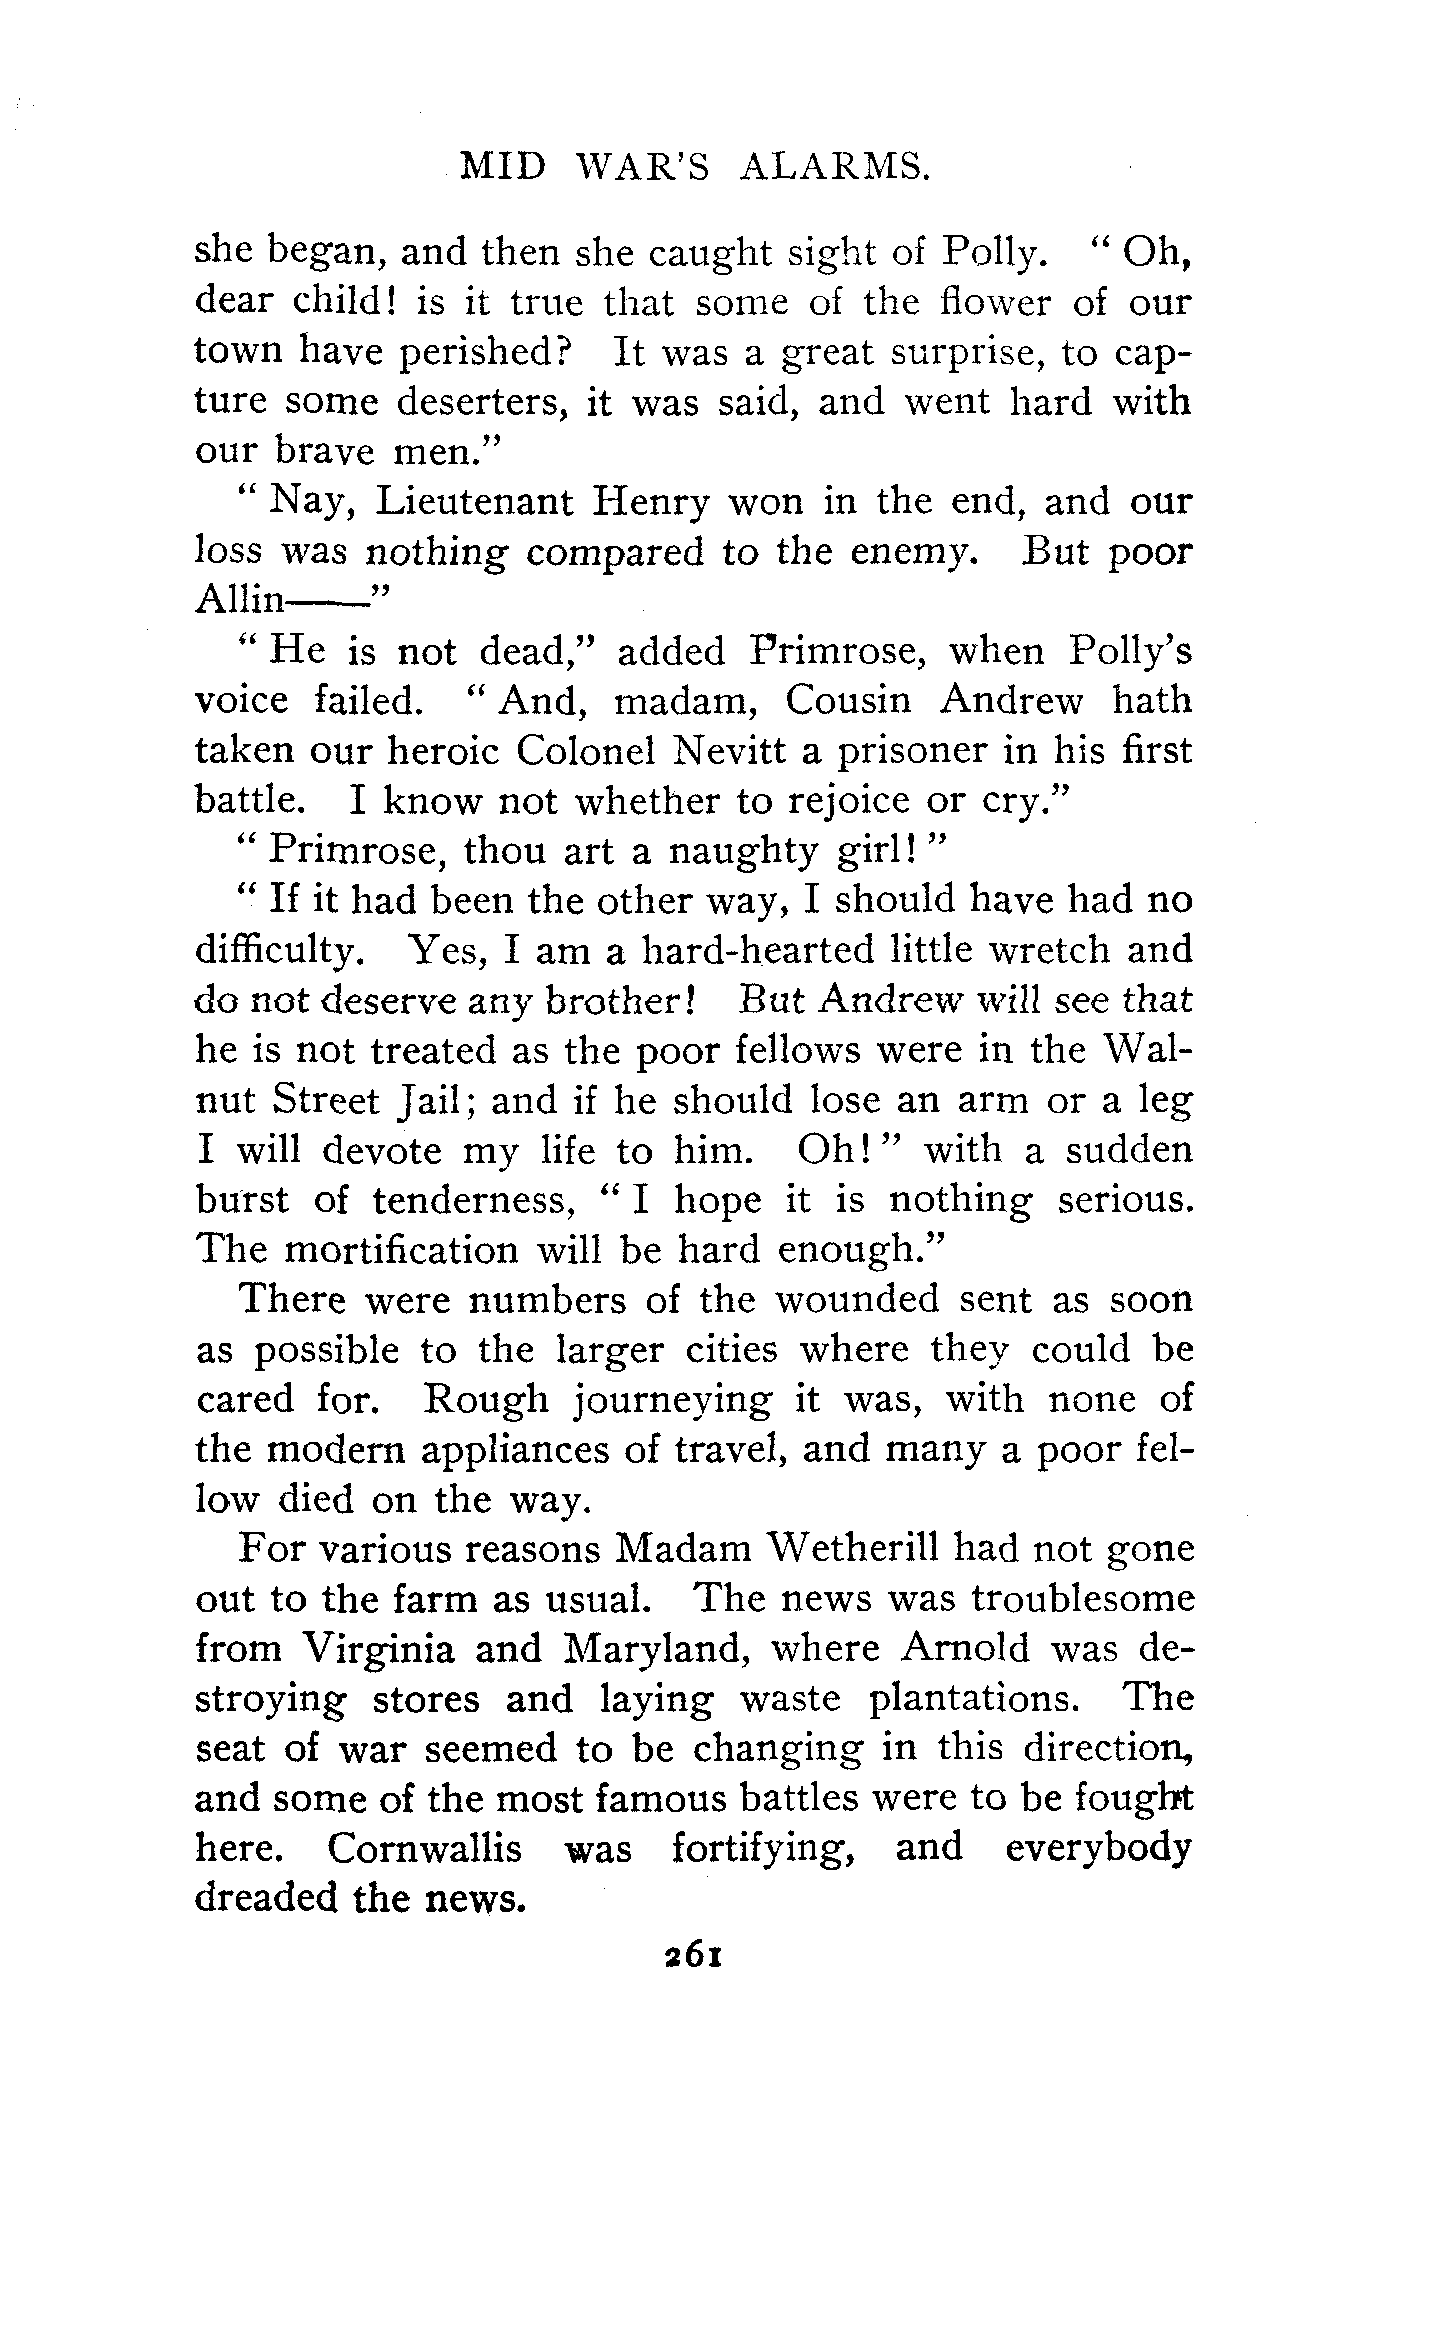 MID WAR'S ALARMS.
she began, and then she caught sight of Polly. " Oh,
dear child! is it true that some of the flower of our
town have perished? It was a great surprise, to cap-
ture some deserters, it was said, and went hard with
our brave men."
" Nay, Lieutenant Henry won in the end, and our
loss was nothing compared to the enemy. But poor
Allin——"
" He is not dead," added Primrose, when Polly's
voice failed. " And, madam, Cousin Andrew hath
taken our heroic Colonel Nevitt a prisoner in his first
battle. I know not whether to rejoice or cry."
" Primrose, thou art a naughty girl! "
" If it had been the other way, I should have had no
difficulty. Yes, I am a hard-hearted little wretch and
do not deserve any brother! But Andrew will see that
he is not treated as the poor fellows were in the Wal-
nut Street Jail; and if he should lose an arm or a leg
I will devote my life to him. Oh! " with a sudden
burst of tenderness, " I hope it is nothing serious.
The mortification will be hard enough."
There were numbers of the wounded sent as soon
as possible to the larger cities where they could be
cared for. Rough journeying it was, with none of
the modern appliances of travel, and many a poor fel-
low died on the way.
For various reasons Madam Wetherill had not gone
out to the farm as usual. The news was troublesome
from Virginia and Maryland, where Arnold was de-
stroying stores and laying waste plantations. The
seat of war seemed to be changing in this direction,
and some of the most famous battles were to be fought
here. Cornwallis was fortifying, and everybody
dreaded the news.
261